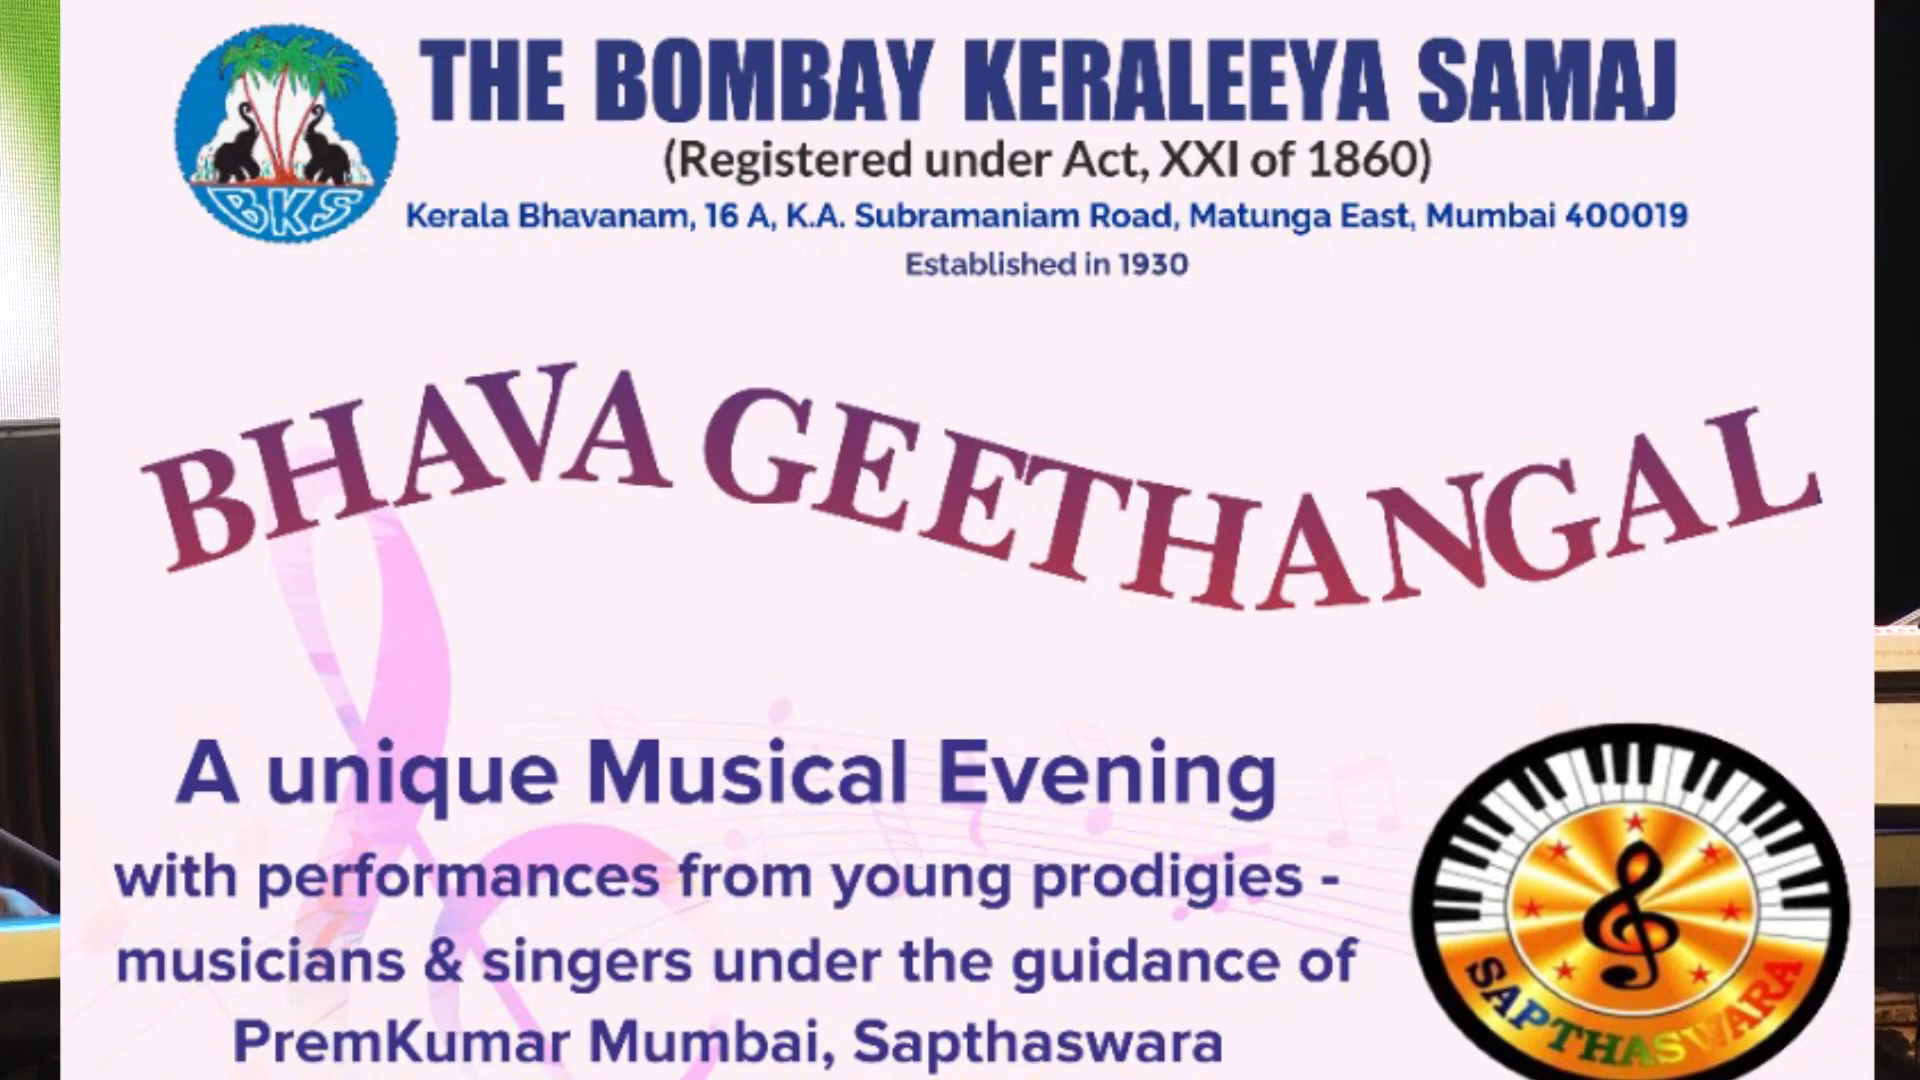 THE BOMBAY KERALEEYA SAMAJ
(Registered under Act, XXI of 1860)
Kerala Bhavanam, 16 A, K.A. Subramaniam Road, Matunga East, Mumbai 400019
Established in 1930
BKS
BHAVA GEETHANGAL
A unique Musical Evening
with performances from young prodigies -
musicians & singers under the guidance of
PremKumar Mumbai, Sapthaswara
SAPTHASWARA